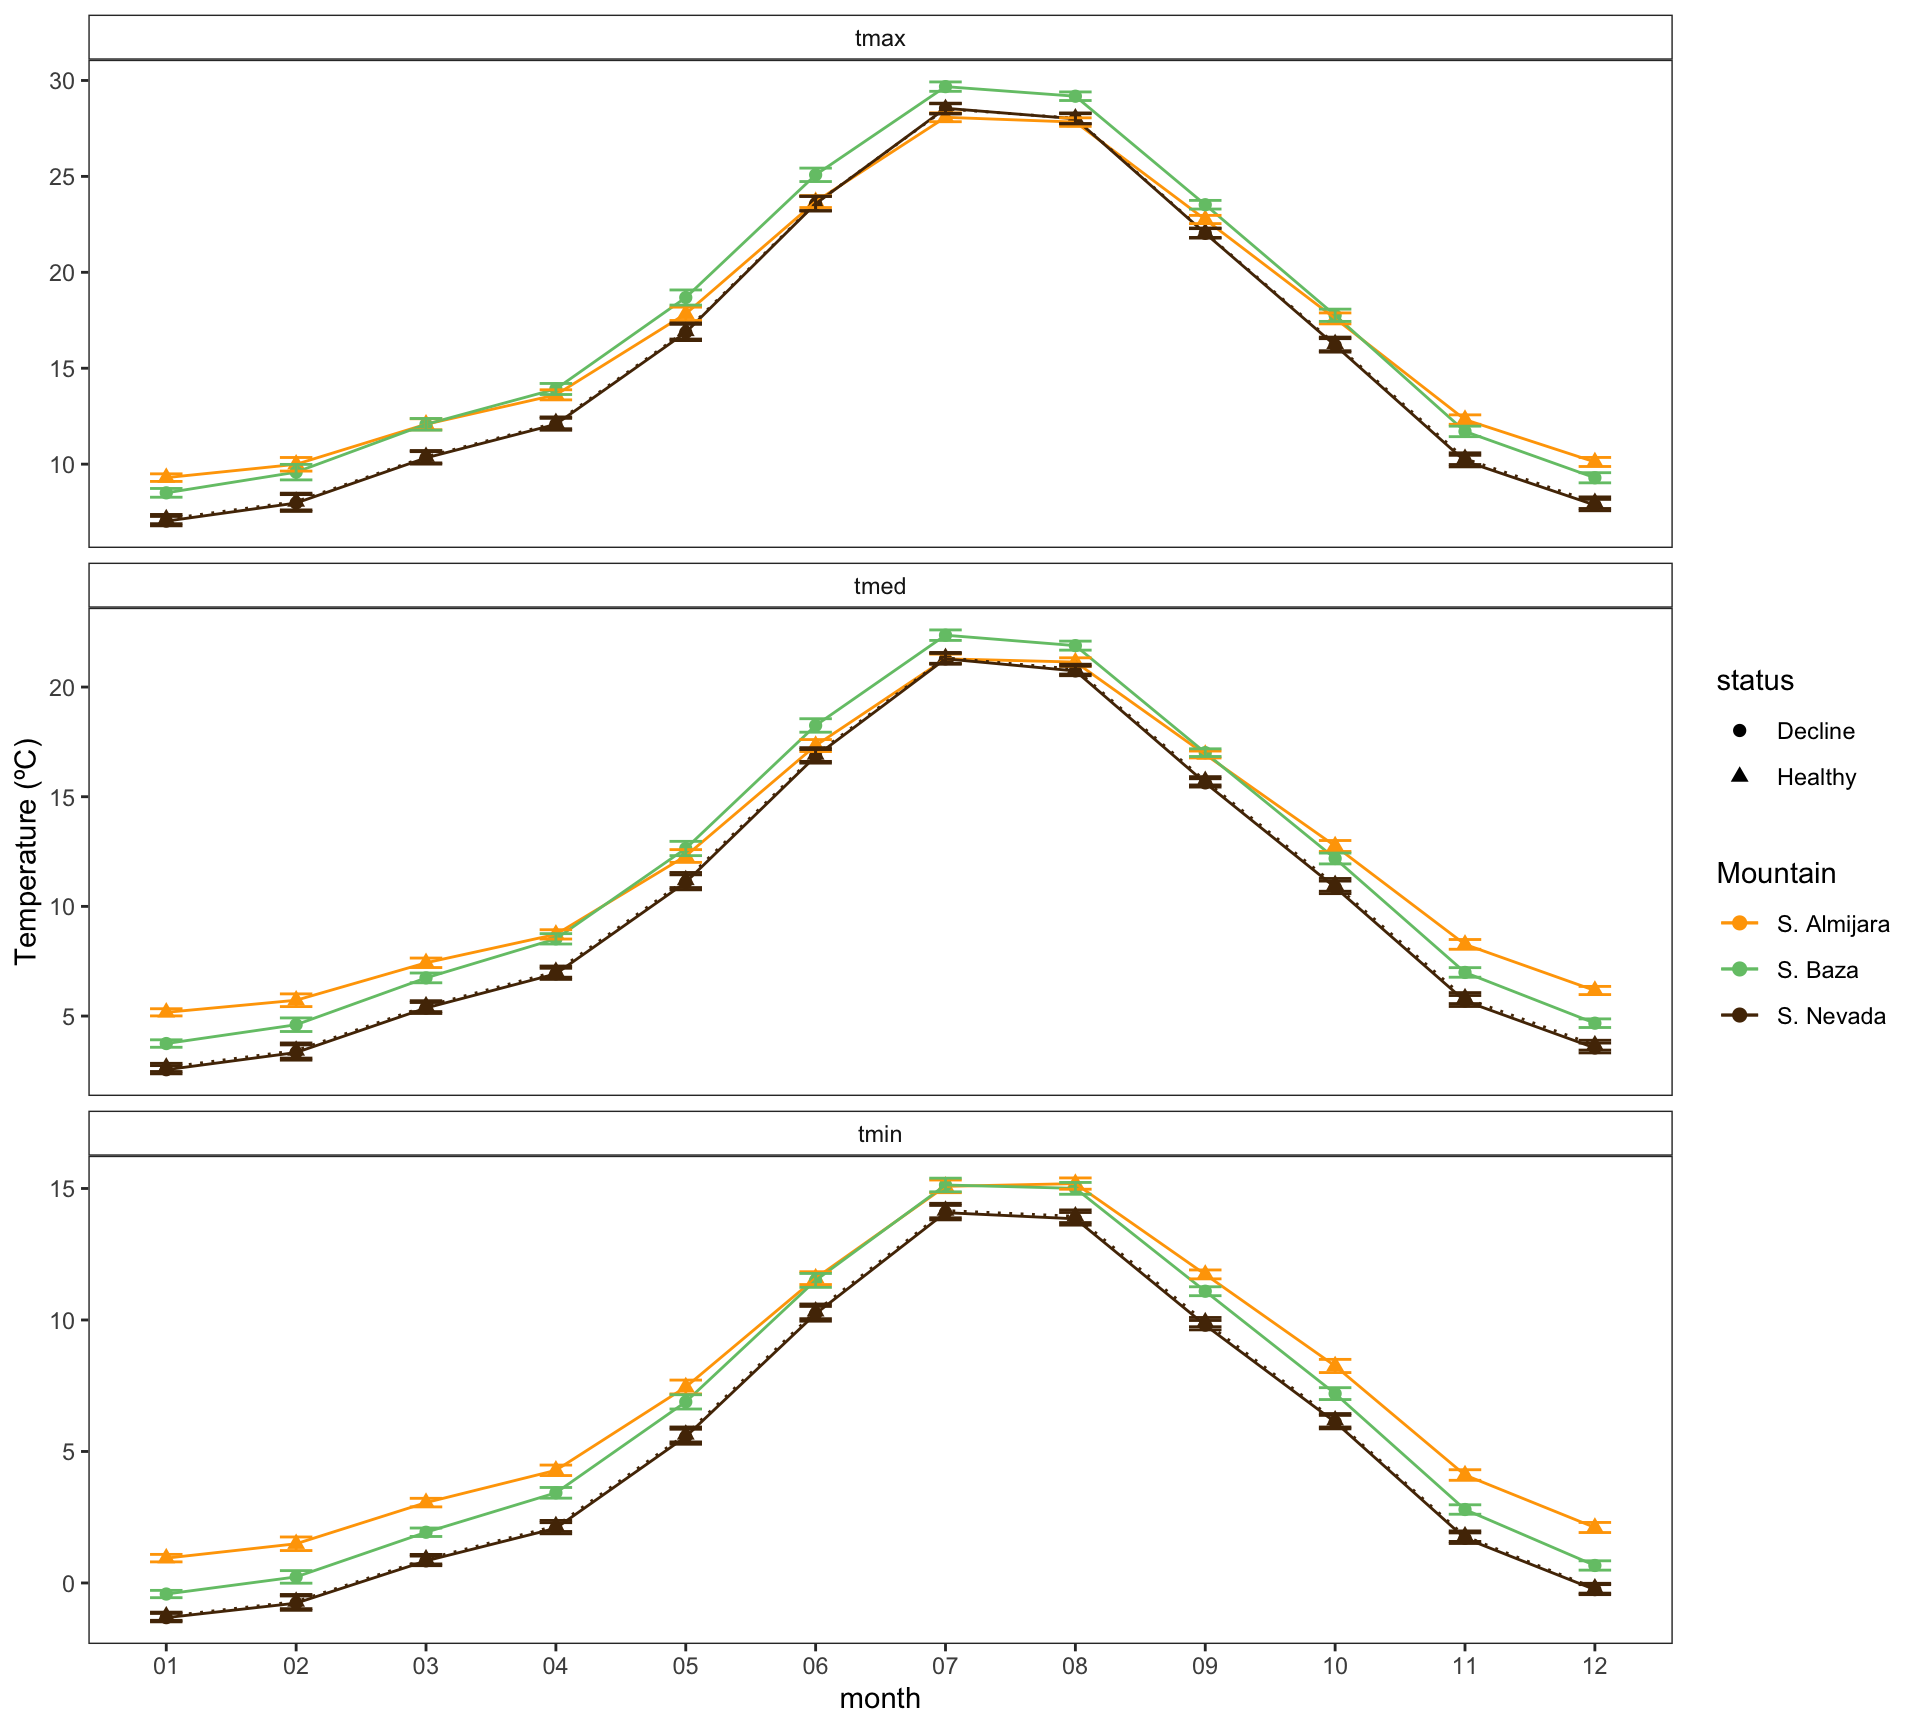 tmax
30
25
20
15
10
tmed
20
15
10
5
tmin
15
10
5
0
01 02 03 04 05 06 07 08 09 10 11 12
month
Temperature (ºC)
status
Decline
Healthy
Mountain
S. Almijara
S. Baza
S. Nevada